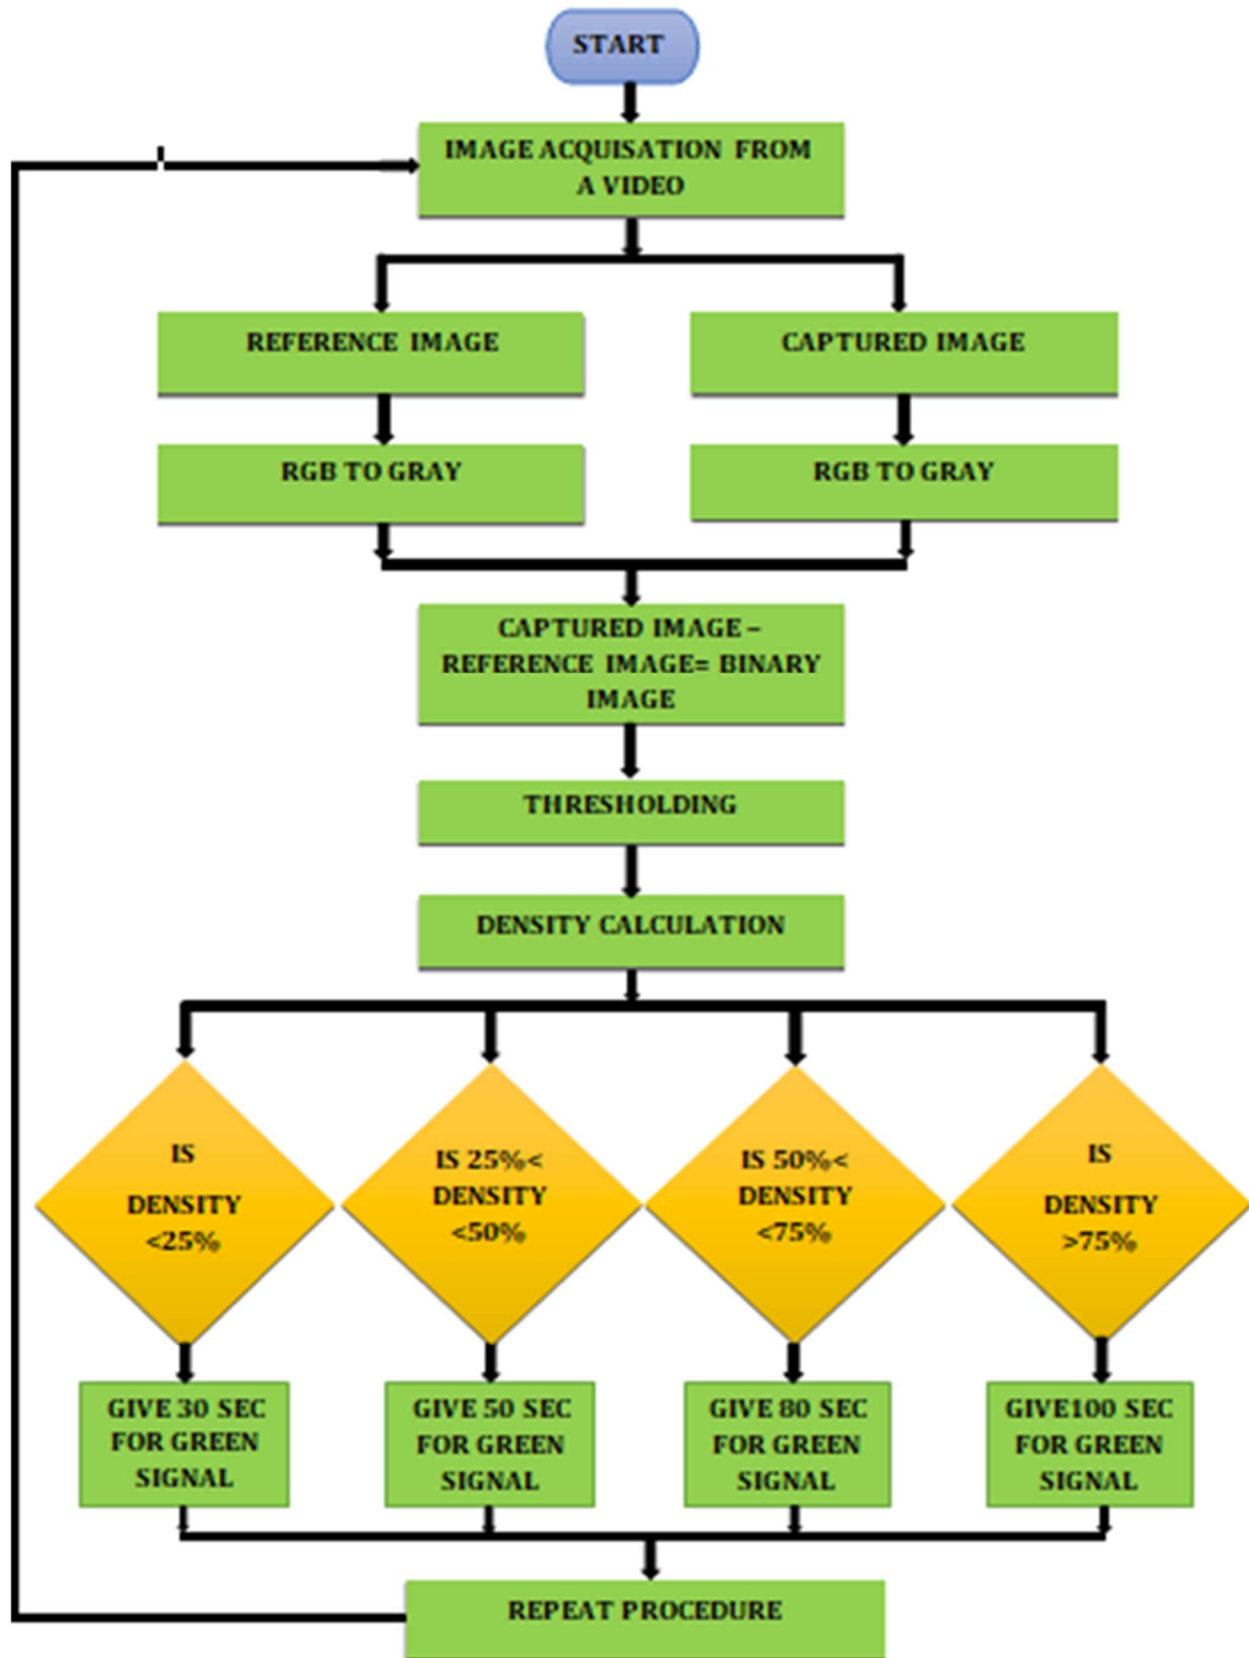 START
IMAGE ACQUISATION FROM
A VIDEO
REFERENCE IMAGE
CAPTURED IMAGE
RGB TO GRAY
RGB TO GRAY
CAPTURED IMAGE –
REFERENCE IMAGE= BINARY
IMAGE
THRESHOLDING
DENSITY CALCULATION
IS
DENSITY
<25%
IS 25%<
DENSITY
<50%
IS 50%<
DENSITY
<75%
IS
DENSITY
>75%
GIVE 30 SEC
FOR GREEN
SIGNAL
GIVE 50 SEC
FOR GREEN
SIGNAL
GIVE 80 SEC
FOR GREEN
SIGNAL
GIVE100 SEC
FOR GREEN
SIGNAL
REPEAT PROCEDURE